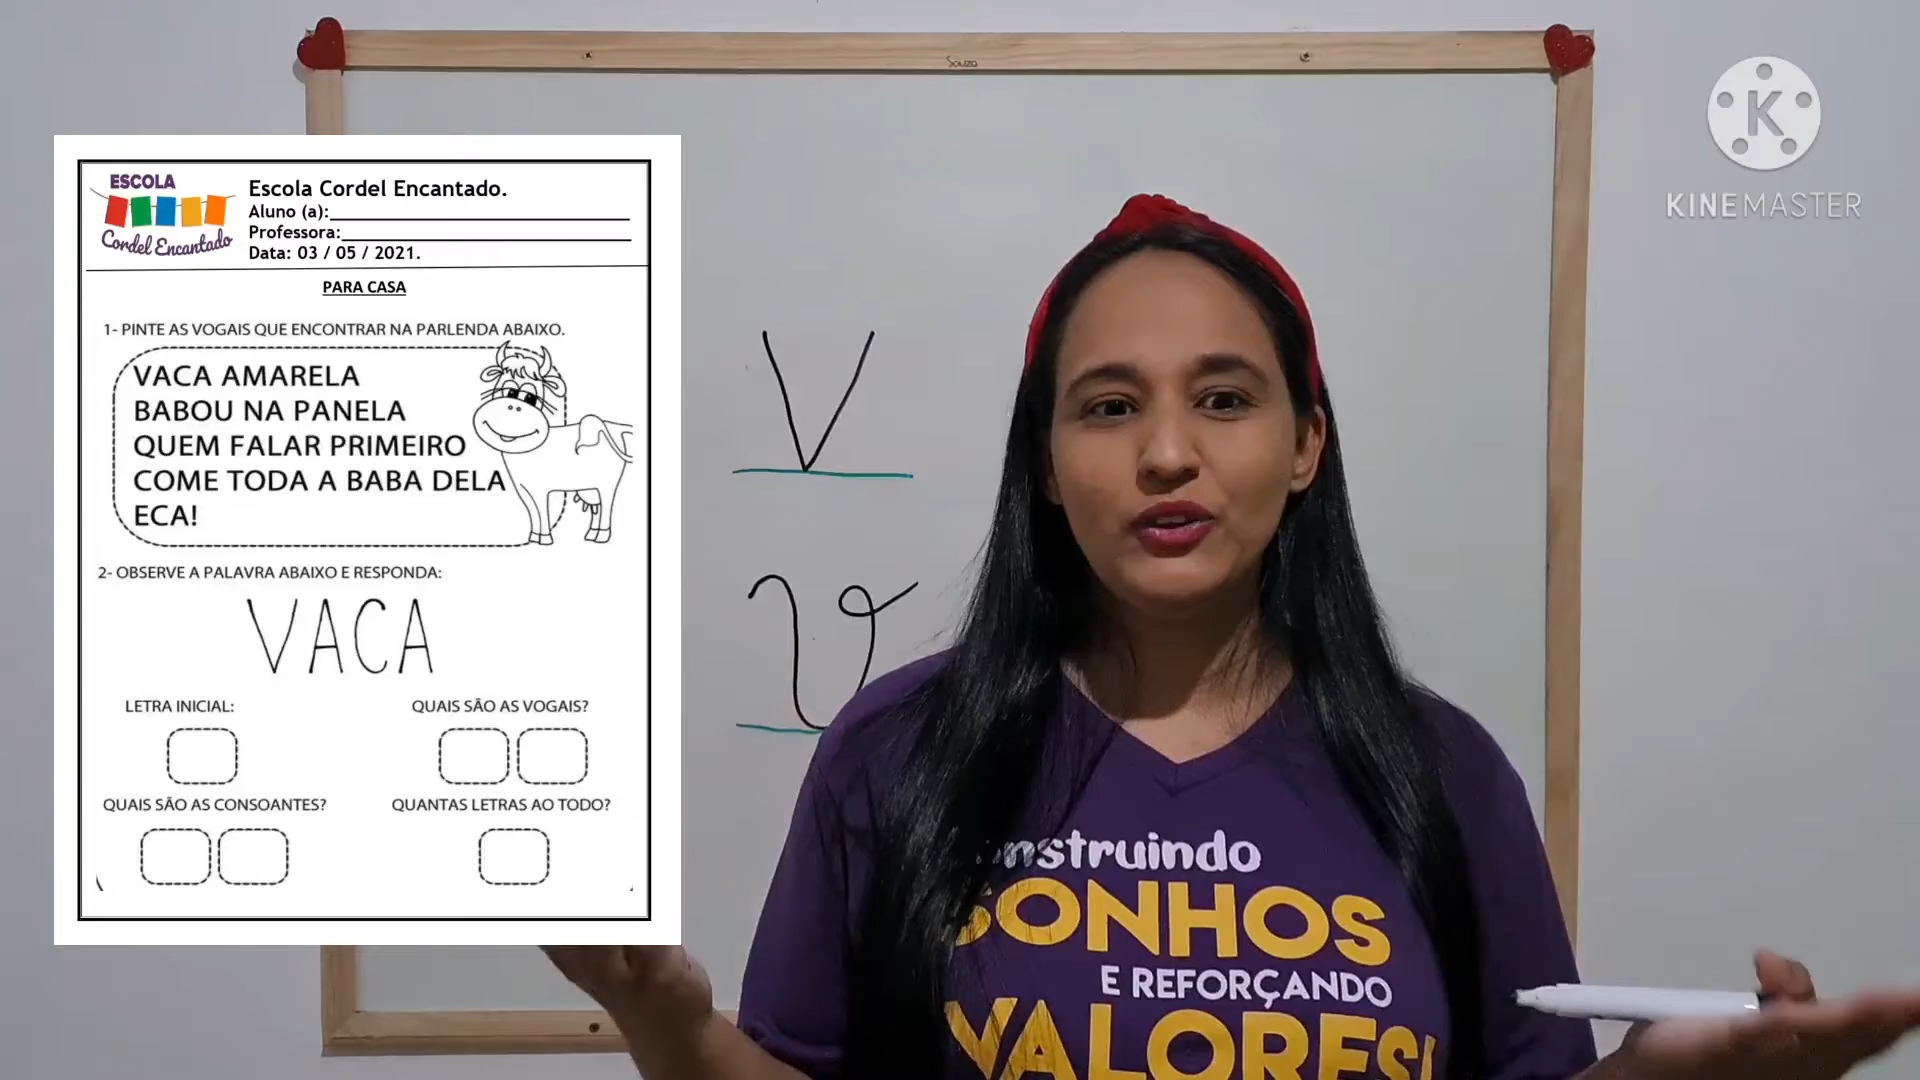 Souza
K
KINEMASTER
ESCOLA
Cordel Encantado
Escola Cordel Encantado.
Aluno (a):
Professora:
Data: 03 / 05 / 2021.
PARA CASA
1- PINTE AS VOGAIS QUE ENCONTRAR NA PARLENDA ABAIXO.
VACA AMARELA
BABOU NA PANELA
QUEM FALAR PRIMEIRO
COME TODA A BABA DELA
ECA!
2- OBSERVE A PALAVRA ABAIXO E RESPONDA:
VACA
LETRA INICIAL:
QUAIS SÃO AS VOGAIS?
QUAIS SÃO AS CONSOANTES?
QUANTAS LETRAS AO TODO?
V
V
nstruindo
SONHOS
E REFORÇANDO
VALORES!